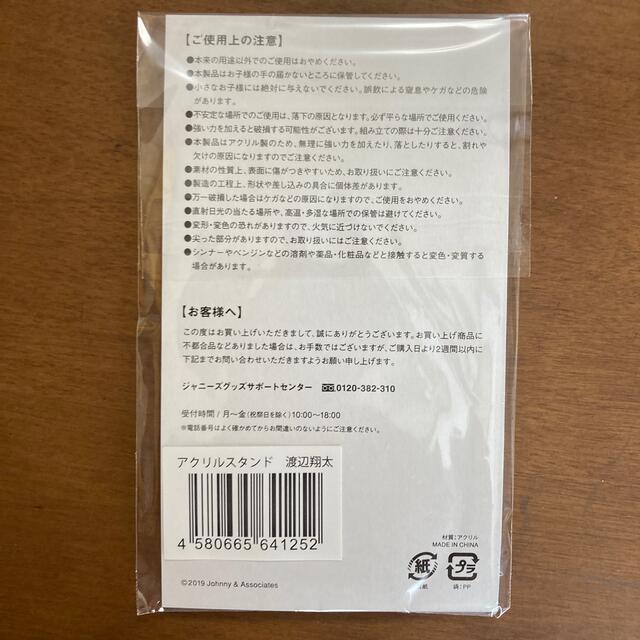 【ご使用上の注意】
●本来の用途以外でのご使用はおやめください。
●本製品はお子様の手の届かないところに保管してください。
●小さなお子様には絶対に与えないでください。誤飲による窒息やケガなどの危険
があります。
●不安定な場所でのご使用は、落下の原因となります。必ず平らな場所でご使用ください。
●強い力を加えると破損する可能性がございます。組み立ての際は十分ご注意ください。
●本製品はアクリル製のため、無理に強い力を加えたり、落としたりすると、割れや
欠けの原因になりますのでご注意ください。
●素材の性質上、表面に傷がつきやすいため、お取り扱いにご注意ください。
●製造の工程上、形状や差し込みの具合に個体差があります。
●万一破損した場合はケガなどの原因になりますので、ご使用をおやめください。
●直射日光の当たる場所や、高温・多湿な場所での保管は避けてください。
●変形・変色の恐れがありますので、火気に近づけないでください。
●尖った部分がありますので、お取り扱いにはご注意ください。
●シンナーやベンジンなどの溶剤や薬品・化粧品などと接触すると変色・変質する
場合があります。
【お客様へ】
この度はお買い上げいただきまして、誠にありがとうございます。お買い上げ商品に
不都合品などありました場合は、お手数ではございますが、ご購入日より2週間以内に
下記までお問い合わせいただきますようお願い申し上げます。
ジャニーズグッズサポートセンター 0120-382-310
受付時間 / 月〜金(祝祭日を除く)10:00〜18:00
※電話番号はよく確かめてからお間違いのないようにご注意ください。
アクリルスタンド 渡辺翔太
4 580665 641252
材質:アクリル
MADE IN CHINA
紙
プラ
袋:PP
©2019 Johnny & Associates